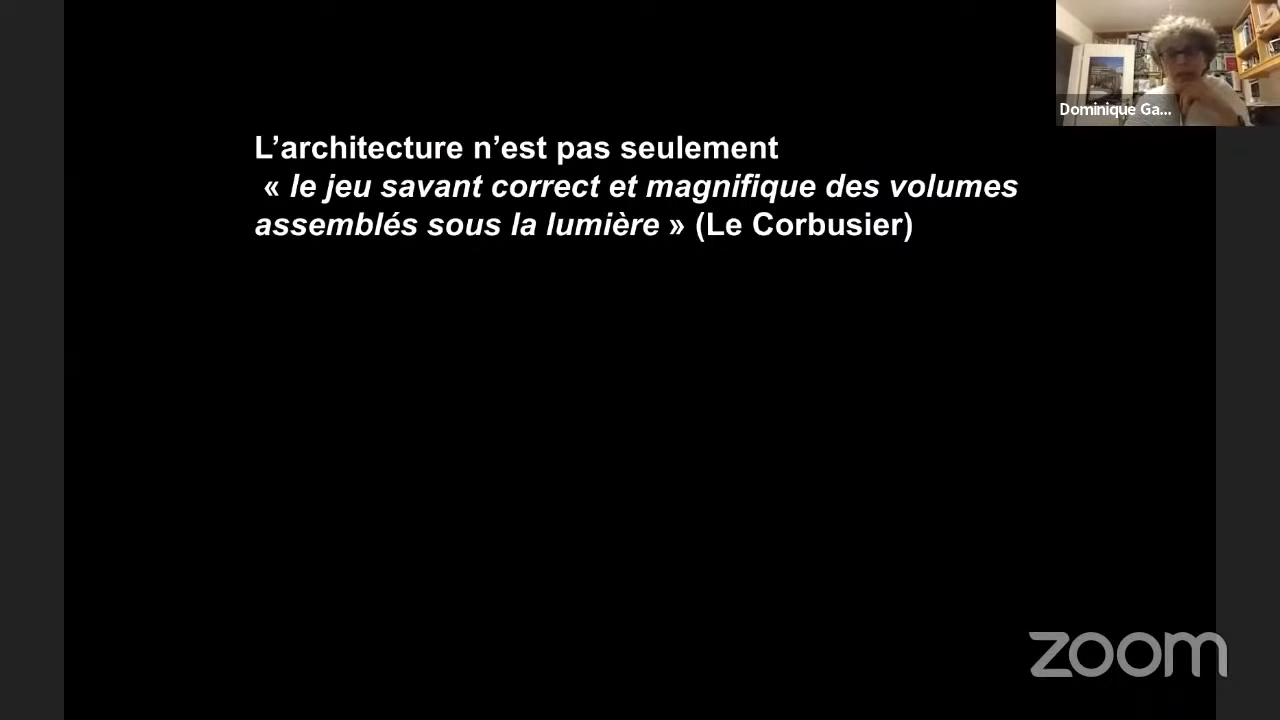 L’architecture n’est pas seulement
« le jeu savant correct et magnifique des volumes
assemblés sous la lumière » (Le Corbusier)
Dominique Ga...
zoom